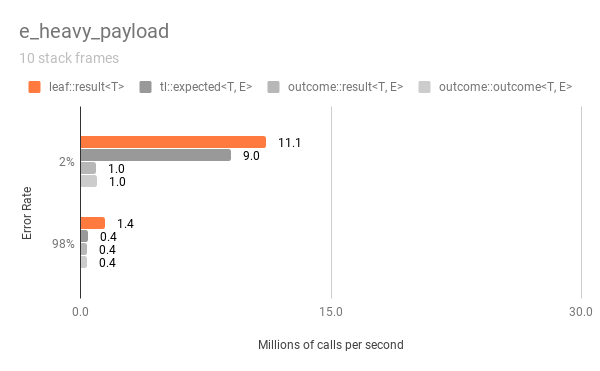 e_heavy_payload
10 stack frames
leaf::result<T> tl::expected<T, E> outcome::result<T, E> outcome::outcome<T, E>
Error Rate
2%
11.1
9.0
1.0
1.0
98%
1.4
0.4
0.4
0.4
0.0 15.0 30.0
Millions of calls per second